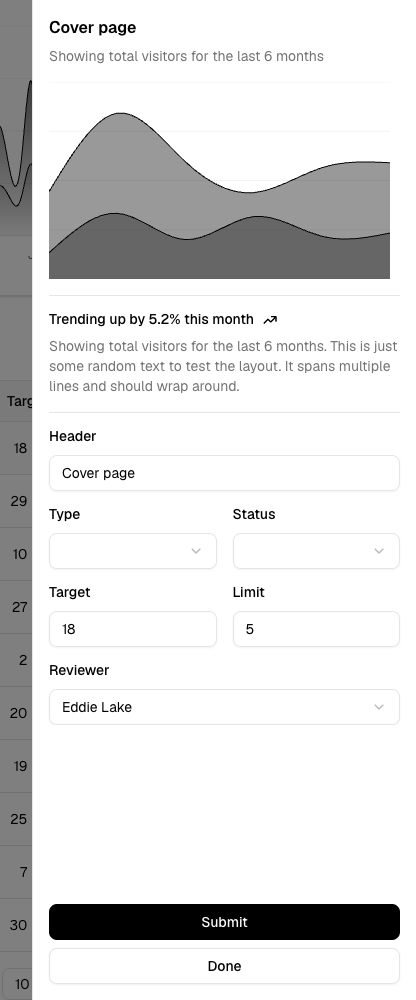 Cover page
Showing total visitors for the last 6 months
Trending up by 5.2% this month
Showing total visitors for the last 6 months. This is just
some random text to test the layout. It spans multiple
lines and should wrap around.
Header
Cover page
Type
Status
Target
Limit
18
5
Reviewer
Eddie Lake
Submit
Done
Targ
18
29
10
27
2
20
19
25
7
30
10